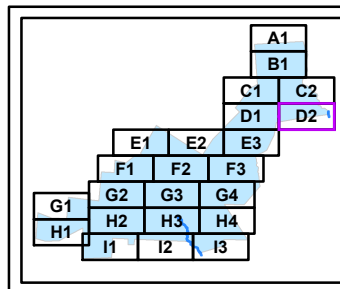 A1
B1
C1 C2
D1 D2
E1 E2 E3
F1 F2 F3
G1 G2 G3 G4
H1 H2 H3 H4
I1 I2 I3